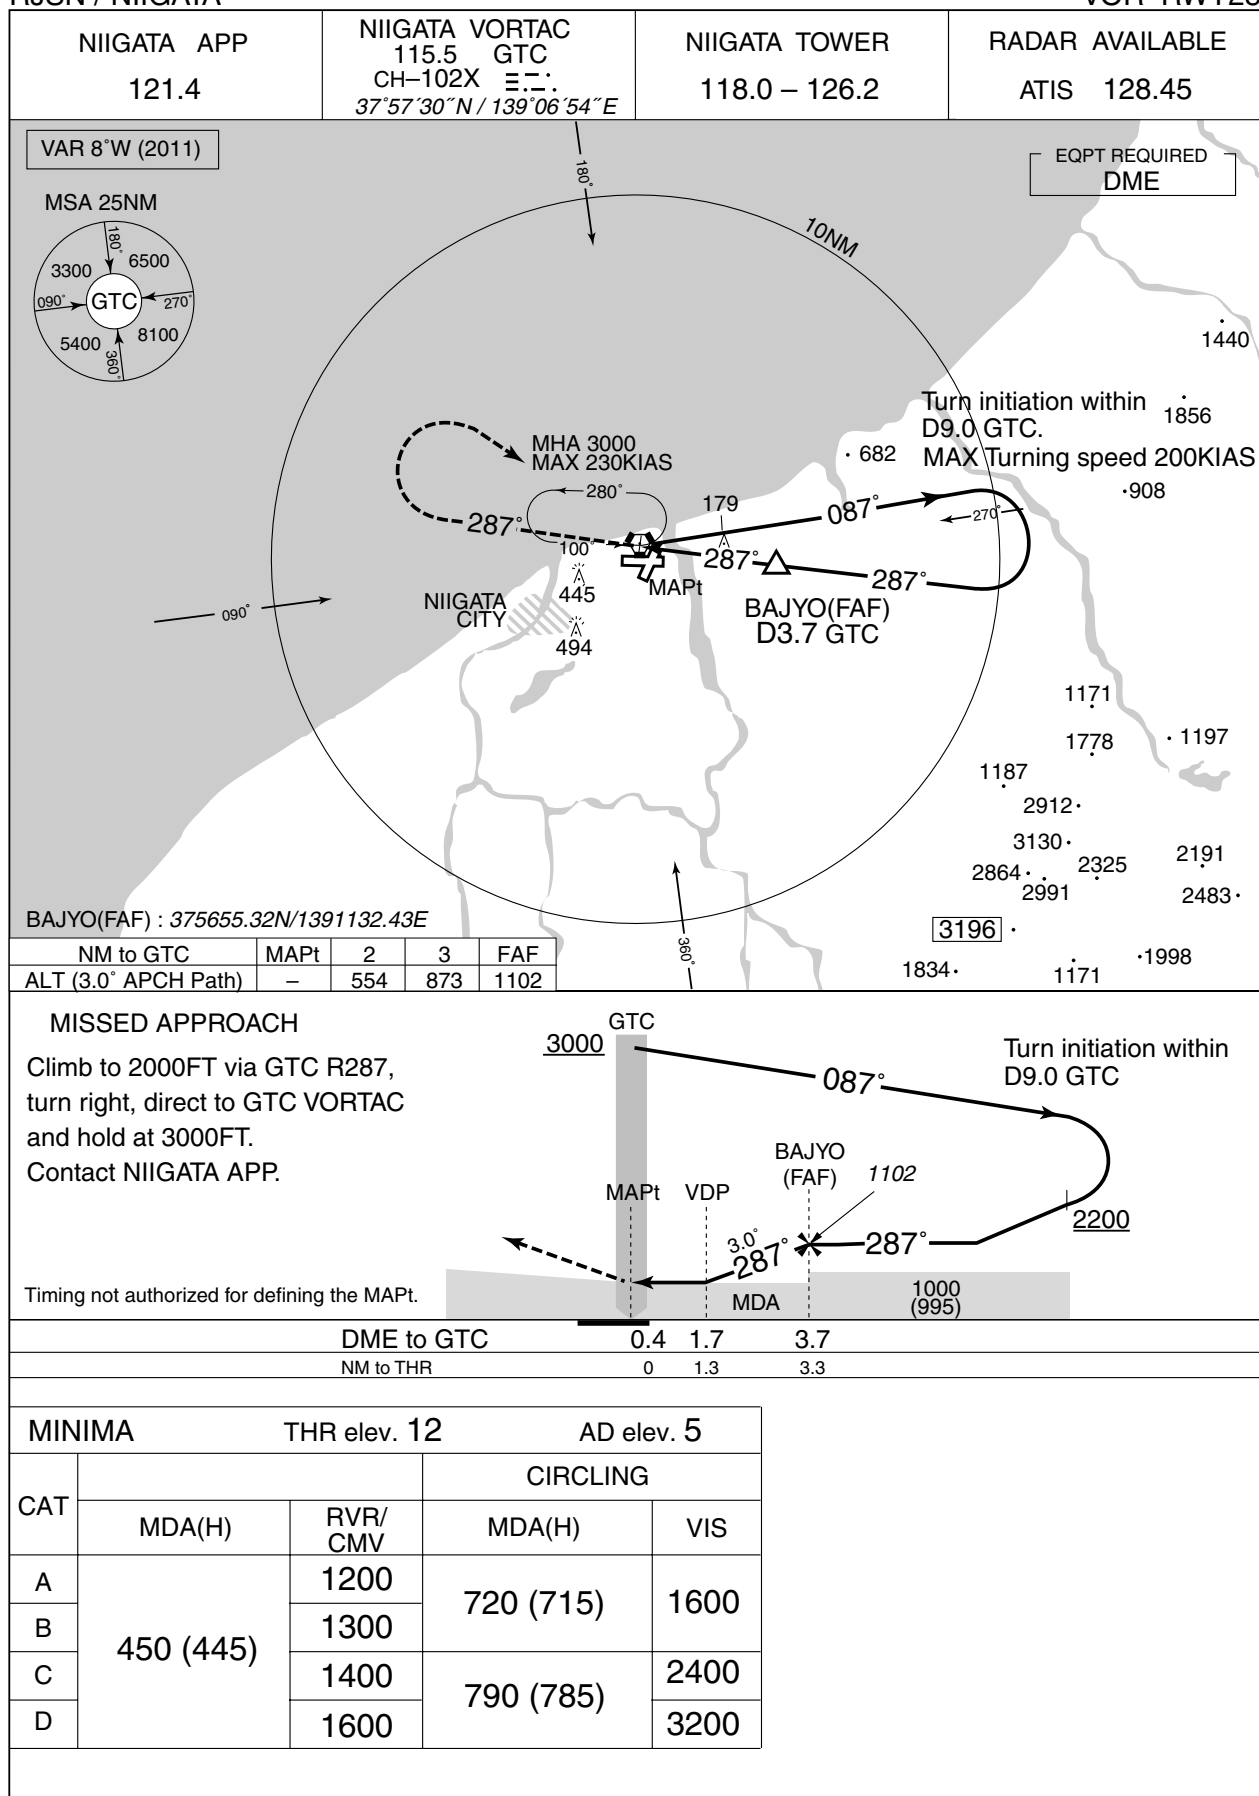 NIIGATA APP
121.4
NIIGATA VORTAC
115.5 GTC
CH–102X
37°57´30˝N / 139°06´54˝E
NIIGATA TOWER
118.0 – 126.2
RADAR AVAILABLE
ATIS 128.45
VAR 8°W (2011)
EQPT REQUIRED
DME
MSA 25NM
180°
3300
6500
090°
GTC
270°
5400
8100
360°
180°
10NM
1440
Turn initiation within
D9.0 GTC.
MAX Turning speed 200KIAS
1856
682
908
MHA 3000
MAX 230KIAS
280°
179
087°
270°
287°
100°
287°
287°
MAPt
445
NIIGATA
CITY
494
BAJYO(FAF)
D3.7 GTC
090°
1171
1778
1197
1187
2912
3130
2864
2991
2325
2191
2483
3196
1834
1171
1998
360°
BAJYO(FAF) : 375655.32N/1391132.43E
NM to GTC MAPt 2 3 FAF
ALT (3.0° APCH Path) – 554 873 1102
MISSED APPROACH
Climb to 2000FT via GTC R287,
turn right, direct to GTC VORTAC
and hold at 3000FT.
Contact NIIGATA APP.
Timing not authorized for defining the MAPt.
GTC
3000
087°
Turn initiation within
D9.0 GTC
BAJYO
(FAF)
1102
MAPt
VDP
2200
3.0°
287°
287°
MDA
1000
(995)
DME to GTC 0.4 1.7 3.7
NM to THR 0 1.3 3.3
MINIMA THR elev. 12 AD elev. 5
CAT
CIRCLING
MDA(H)
RVR/
CMV
MDA(H)
VIS
A
1200
720 (715)
1600
B
450 (445)
1300
C
1400
790 (785)
2400
D
1600
3200